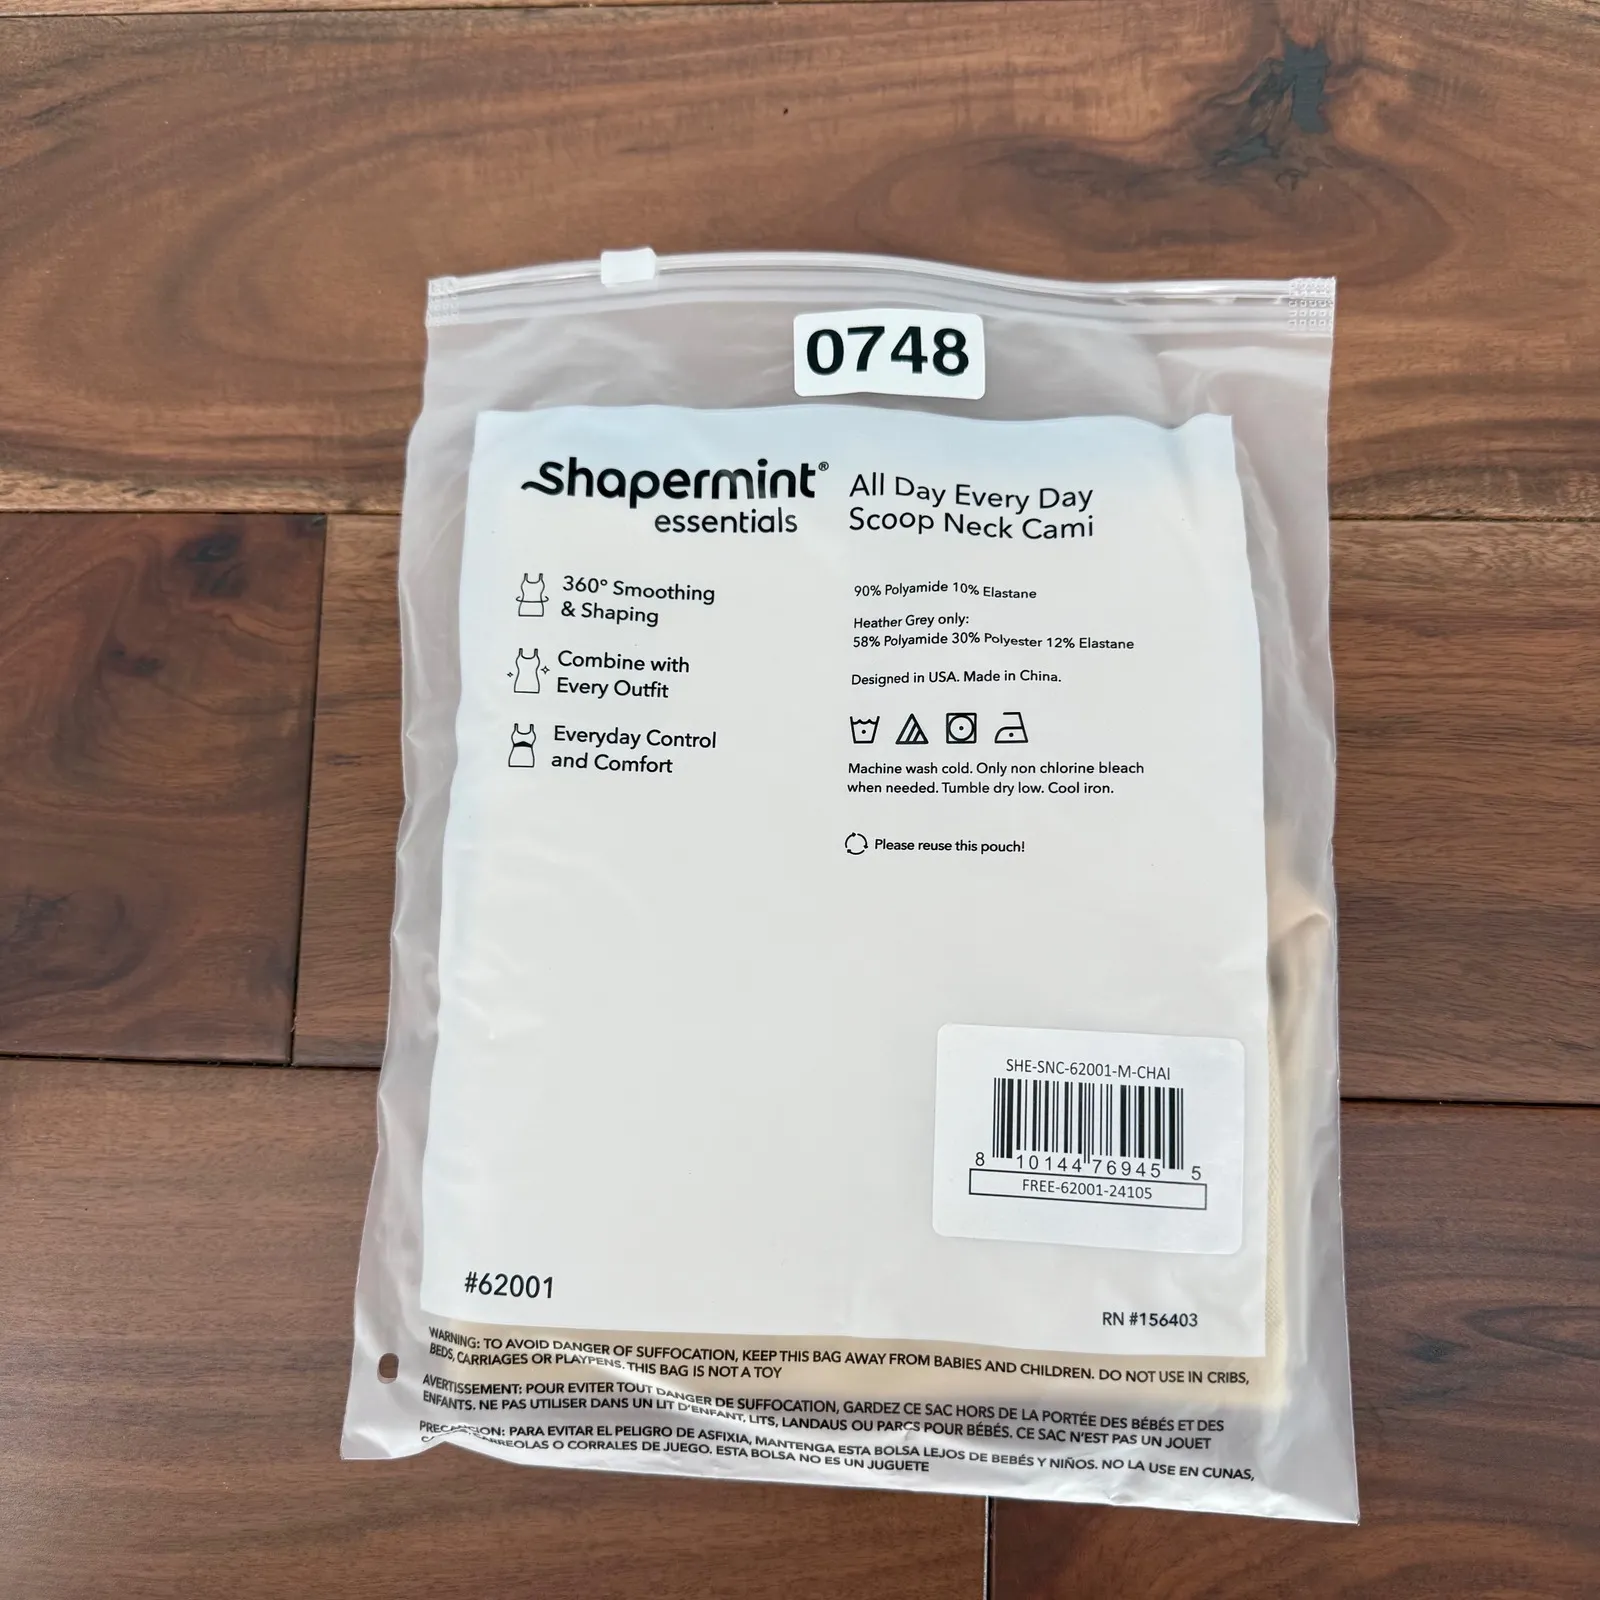 0748
Shapermint®
essentials
All Day Every Day
Scoop Neck Cami
360° Smoothing
& Shaping
Combine with
Every Outfit
Everyday Control
and Comfort
90% Polyamide 10% Elastane
Heather Grey only:
58% Polyamide 30% Polyester 12% Elastane
Designed in USA. Made in China.
Machine wash cold. Only non chlorine bleach
when needed. Tumble dry low. Cool iron.
Please reuse this pouch!
SHE-SNC-62001-M-CHAI
8 10144 76945 5
FREE-62001-24105
#62001
RN #156403
WARNING: TO AVOID DANGER OF SUFFOCATION, KEEP THIS BAG AWAY FROM BABIES AND CHILDREN. DO NOT USE IN CRIBS,
BEDS, CARRIAGES OR PLAYPENS. THIS BAG IS NOT A TOY
AVERTISSEMENT: POUR EVITER TOUT DANGER DE SUFFOCATION, GARDEZ CE SAC HORS DE LA PORTÉE DES BÉBÉS ET DES
ENFANTS. NE PAS UTILISER DANS UN LIT D'ENFANT, LITS, LANDAUS OU PARCS POUR BÉBÉS. CE SAC N'EST PAS UN JOUET
PARA EVITAR EL PELIGRO DE ASFIXIA, MANTENGA ESTA BOLSA LEJOS DE BEBÉS Y NIÑOS. NO LA USE EN CUNAS,
O CORRALES DE JUEGO. ESTA BOLSA NO ES UN JUGUETE